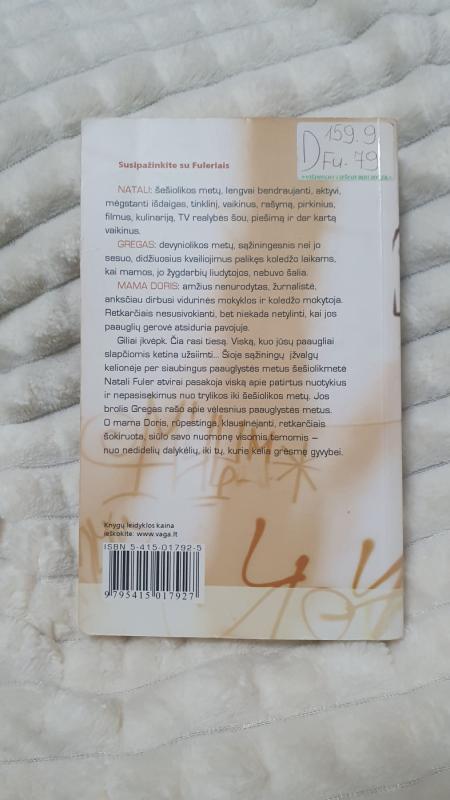 D 159.9
Fu. 79
Susipažinkite su Fuleriais
NATALI: šešiolikos metų, lengvai bendraujanti, aktyvi,
mėgstanti išdaigas, tinklinį, vaikinus, rašymą, pirkinius,
filmus, kulinariją, TV realybės šou, piešimą ir dar kartą
vaikinus.
GREGAS: devyniolikos metų, sąžiningesnis nei jo
sesuo, didžiuosius kvailiojimus palikęs koledžo laikams,
kai mamos, jo žygdarbių liudytojos, nebuvo šalia.
MAMA DORIS: amžius nenurodytas, žurnalistė,
anksčiau dirbusi vidurinės mokyklos ir koledžo mokytoja.
Retkarčiais nesusivokianti, bet niekada netylinti, kai jos
paauglių gerovė atsiduria pavojuje.
Giliai įkvėpk. Čia rasi tiesą. Viską, kuo jūsų paaugliai
slapčiomis ketina užsiimti... Šioje sąžiningų įžvalgų
kelionėje per siaubingus paauglystės metus šešiolikmetė
Natali Fuler atvirai pasakoja viską apie patirtus nuotykius
ir nepasisekimus nuo trylikos iki šešiolikos metų. Jos
brolis Gregas rašo apie vėlesnius paauglystės metus.
O mama Doris, rūpestinga, klausinėjanti, retkarčiais
šokiruota, siūlo savo nuomonę visomis temomis –
nuo nedidelių dalykėlių, iki tų, kurie kelia grėsmę gyvybei.
Knygų leidyklos kaina
ieškokite: www.vaga.lt
ISBN 5-415-01792-5
9795415017927